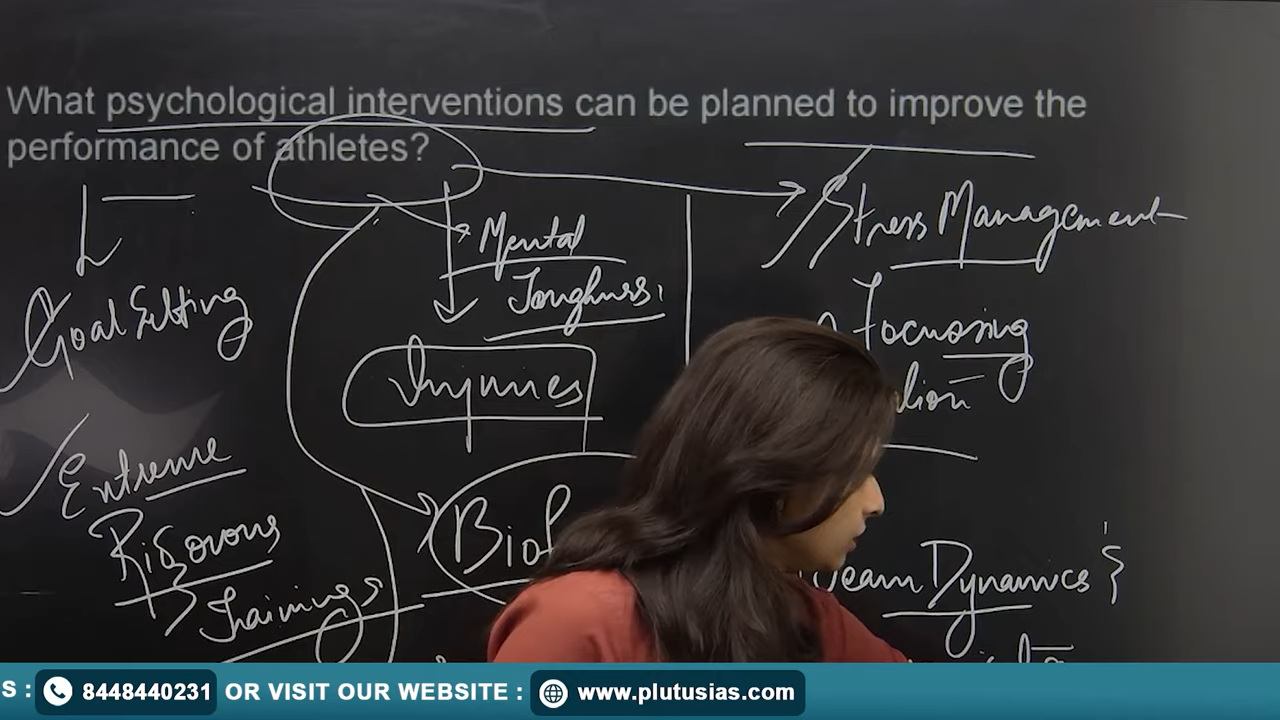 What psychological interventions can be planned to improve the
performance of athletes?
Goal Setting
Extreme
Rigorous
Trainings
Mental
Toughness
Injuries
Stress Management
Focussing
Team Dynamics &
S : 8448440231 OR VISIT OUR WEBSITE : www.plutusias.com